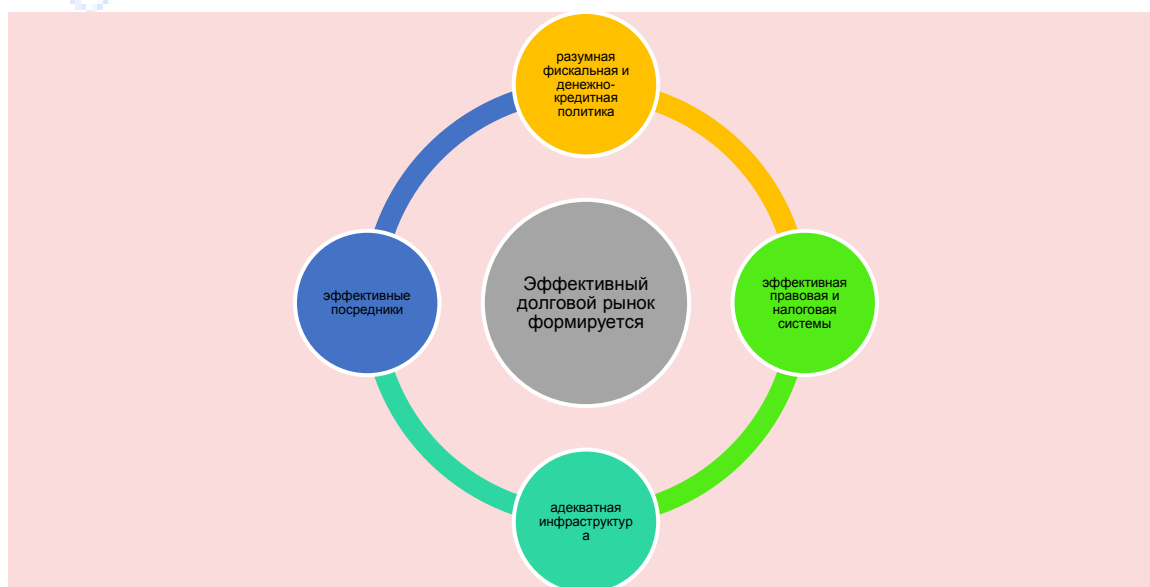 разумная
фискальная и
денежно-
кредитная
политика
эффективные
посредники
Эффективный
долговой рынок
формируется
эффективная
правовая и
налоговая
системы
адекватная
инфраструктур
а